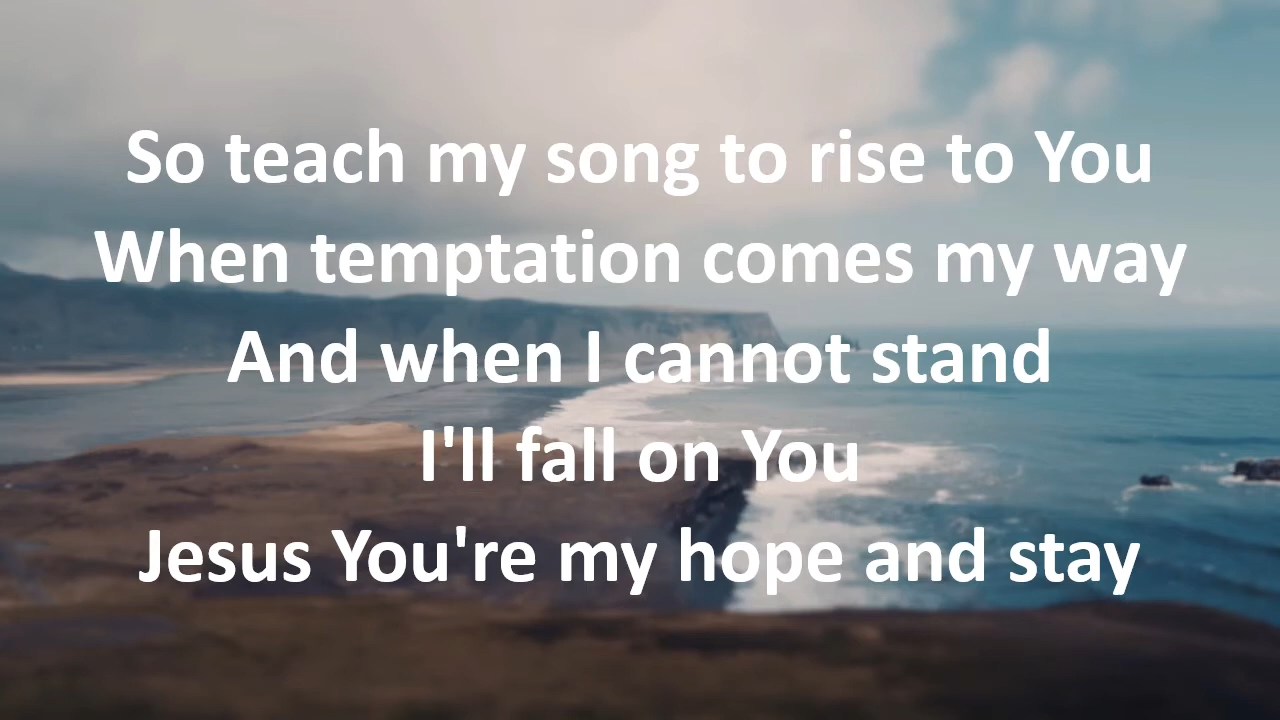 So teach my song to rise to You
When temptation comes my way
And when I cannot stand
I'll fall on You
Jesus You're my hope and stay